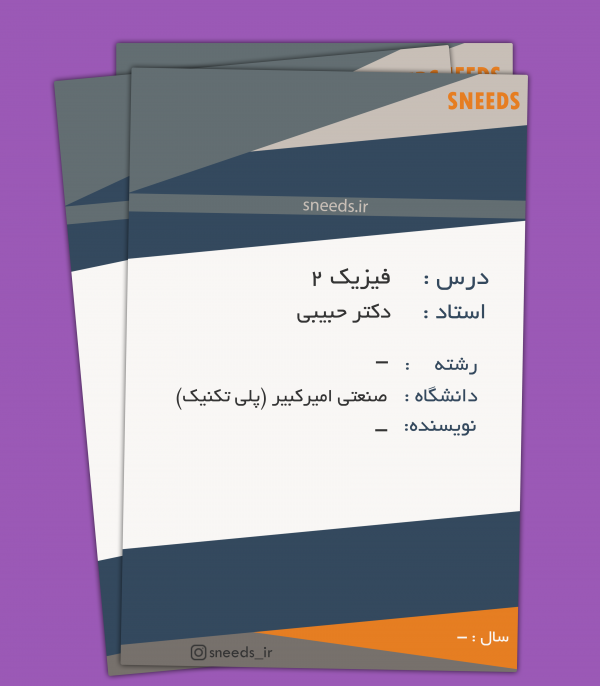 SNEEDS
sneeds.ir
درس : فیزیک ۲
استاد : دکتر حبیبی
رشته : –
دانشگاه : صنعتی امیرکبیر (پلی تکنیک)
نویسنده: –
سال : –
sneeds_ir